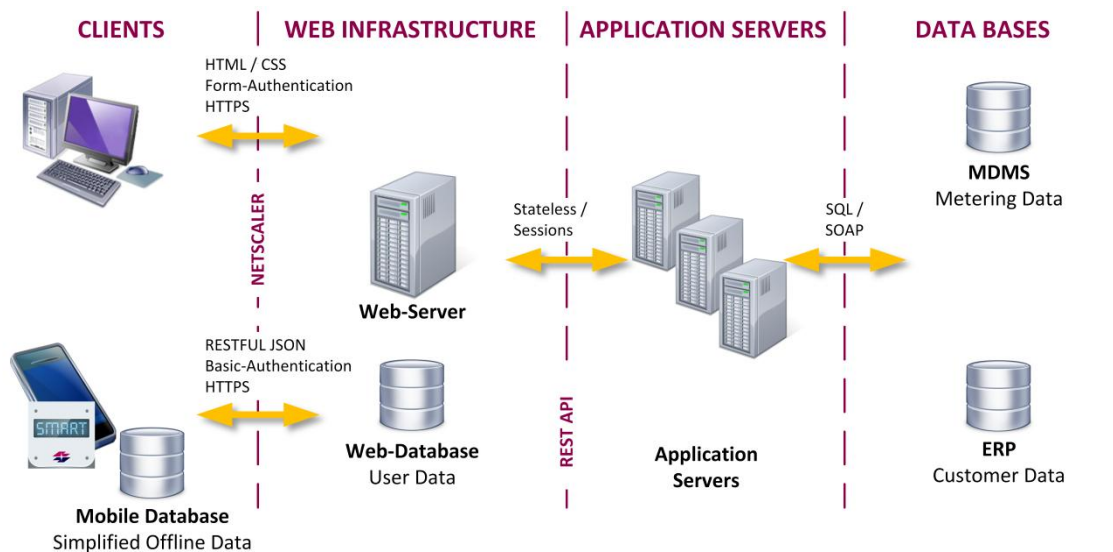 CLIENTS
WEB INFRASTRUCTURE
APPLICATION SERVERS
DATA BASES
HTML / CSS
Form-Authentication
HTTPS
NETSCALER
Web-Server
Stateless /
Sessions
SQL /
SOAP
MDMS
Metering Data
RESTFUL JSON
Basic-Authentication
HTTPS
SMART
Mobile Database
Simplified Offline Data
Web-Database
User Data
REST API
Application
Servers
ERP
Customer Data